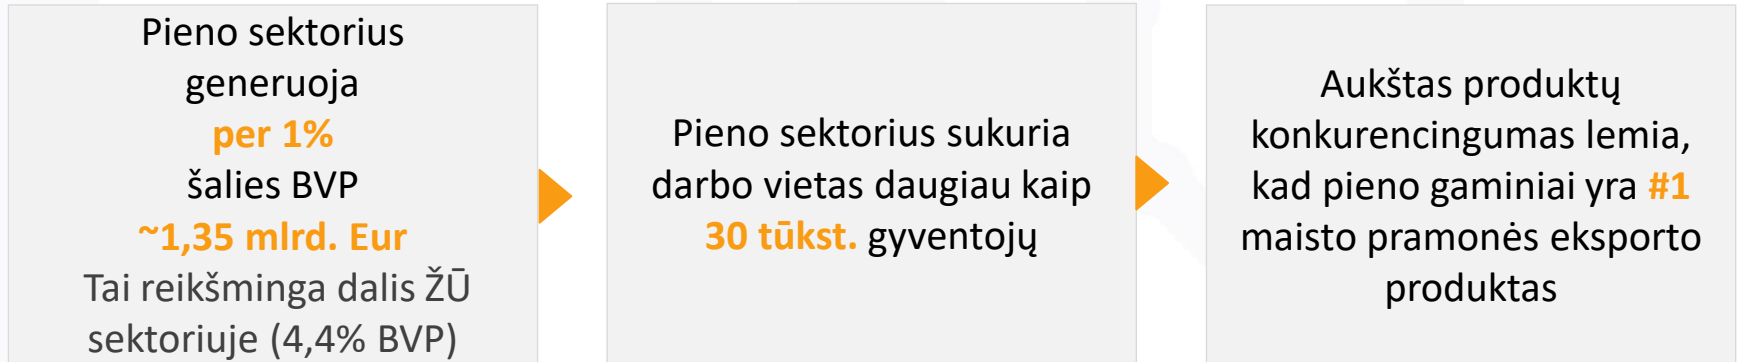 Pieno sektorius
generuoja
per 1%
šalies BVP
~1,35 mlrd. Eur
Tai reikšminga dalis ŽŪ
sektoriuje (4,4% BVP)
Pieno sektorius sukuria
darbo vietas daugiau kaip
30 tūkst. gyventojų
Aukštas produktų
konkurencingumas lemia,
kad pieno gaminiai yra #1
maisto pramonės eksporto
produktas